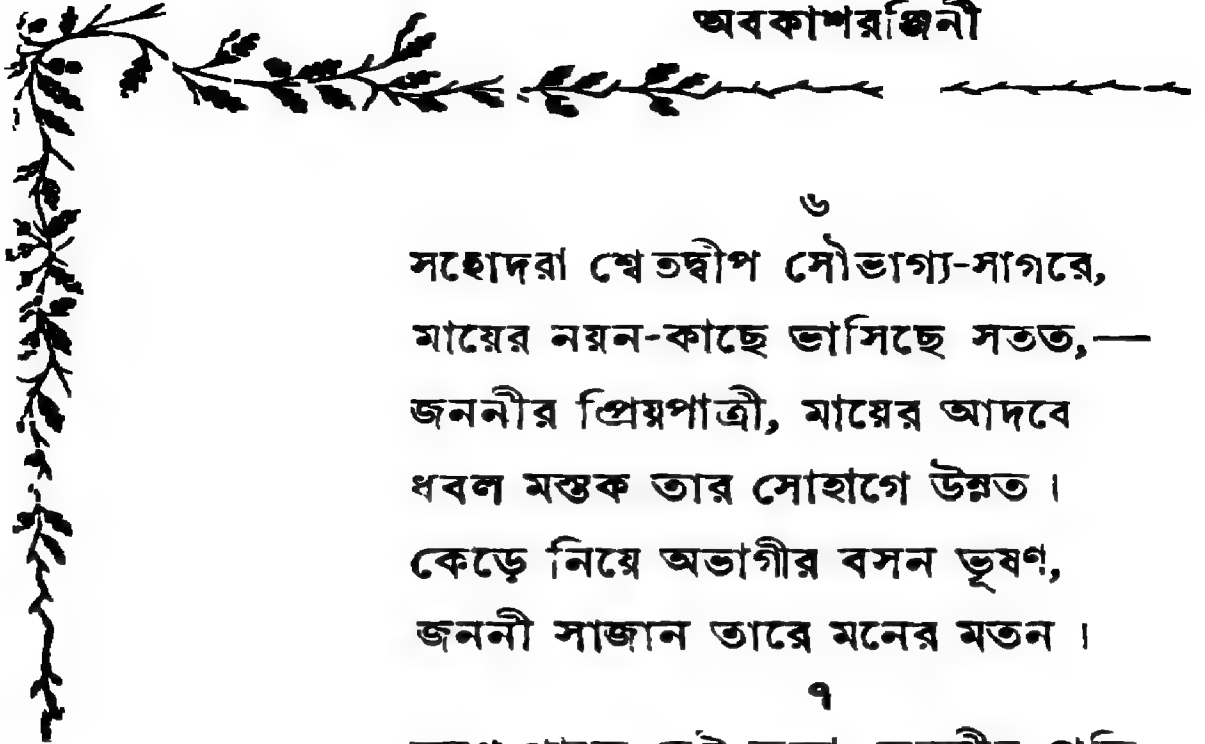 অবকাশরঞ্জিনী
৬
সহোদরা শ্বেতদ্বীপ সৌভাগ্য-সাগরে,
মায়ের নয়ন-কাছে ভাসিছে সতত,—
জননীর প্রিয়পাত্রী, মায়ের আদবে
ধবল মস্তক তার সোহাগে উন্নত ।
কেড়ে নিয়ে অভাগীর বসন ভূষণ,
জননী সাজান তারে মনের মতন ।
৭